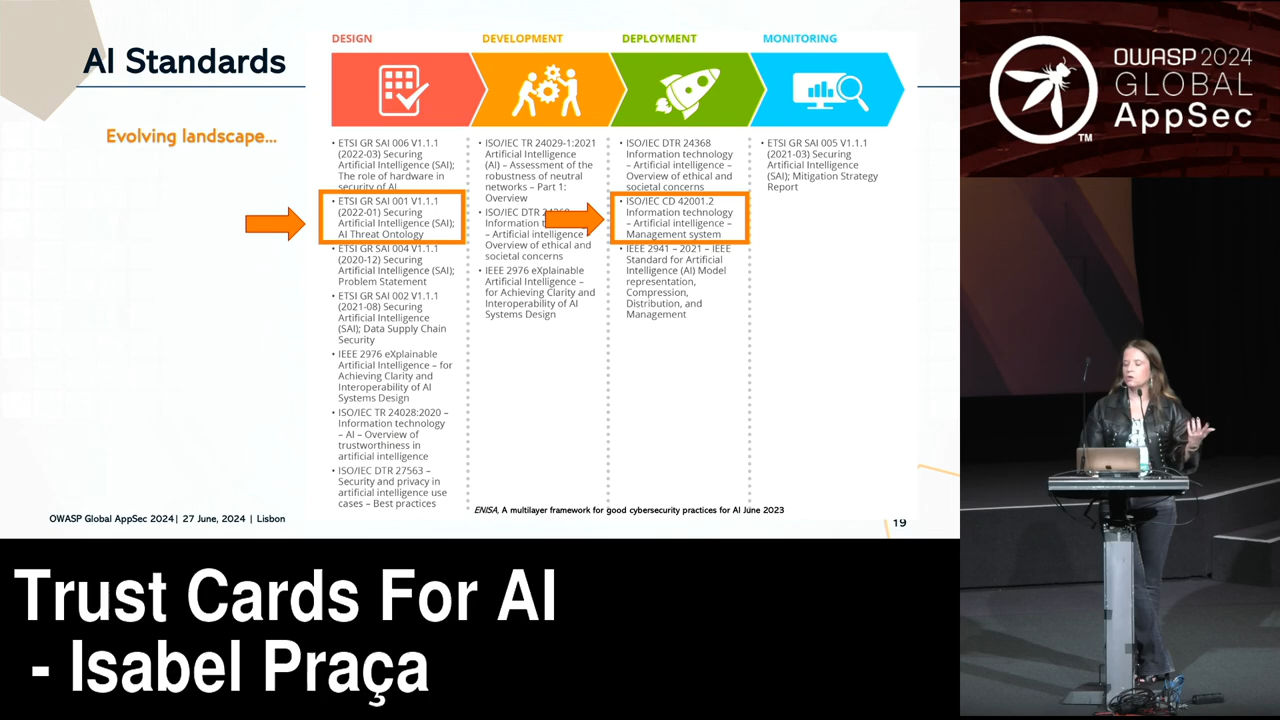 AI Standards
Evolving landscape...
DESIGN
DEVELOPMENT
DEPLOYMENT
MONITORING
• ETSI GR SAI 006 V1.1.1
(2022-03) Securing
Artificial Intelligence (SAI);
The role of hardware in
security of AI
• ETSI GR SAI 001 V1.1.1
(2022-01) Securing
Artificial Intelligence (SAI);
AI Threat Ontology
• ETSI GR SAI 004 V1.1.1
(2020-12) Securing
Artificial Intelligence (SAI);
Problem Statement
• ETSI GR SAI 002 V1.1.1
(2021-08) Securing
Artificial Intelligence
(SAI); Data Supply Chain
Security
• IEEE 2976 eXplainable
Artificial Intelligence – for
Achieving Clarity and
Interoperability of AI
Systems Design
• ISO/IEC TR 24028:2020 –
Information technology
– AI – Overview of
trustworthiness in
artificial intelligence
• ISO/IEC DTR 27563 –
Security and privacy in
artificial intelligence use
cases – Best practices
• ISO/IEC TR 24029-1:2021
Artificial Intelligence
(AI) – Assessment of the
robustness of neutral
networks – Part 1:
Overview
• ISO/IEC DTR
Information
– Artificial intelligence
Overview of ethical and
societal concerns
• IEEE 2976 eXplainable
Artificial Intelligence –
for Achieving Clarity and
Interoperability of AI
Systems Design
• ISO/IEC DTR 24368
Information technology
– Artificial intelligence –
Overview of ethical and
societal concerns
• ISO/IEC CD 42001.2
Information technology
– Artificial intelligence –
Management system
• IEEE 2941 – 2021 – IEEE
Standard for Artificial
Intelligence (AI) Model
representation,
Compression,
Distribution, and
Management
• ETSI GR SAI 005 V1.1.1
(2021-03) Securing
Artificial Intelligence
(SAI); Mitigation Strategy
Report
ENISA, A multilayer framework for good cybersecurity practices for AI June 2023
OWASP Global AppSec 2024| 27 June, 2024 | Lisbon
19
OWASP 2024
GLOBAL
AppSec
TM
Trust Cards For AI
- Isabel Praça